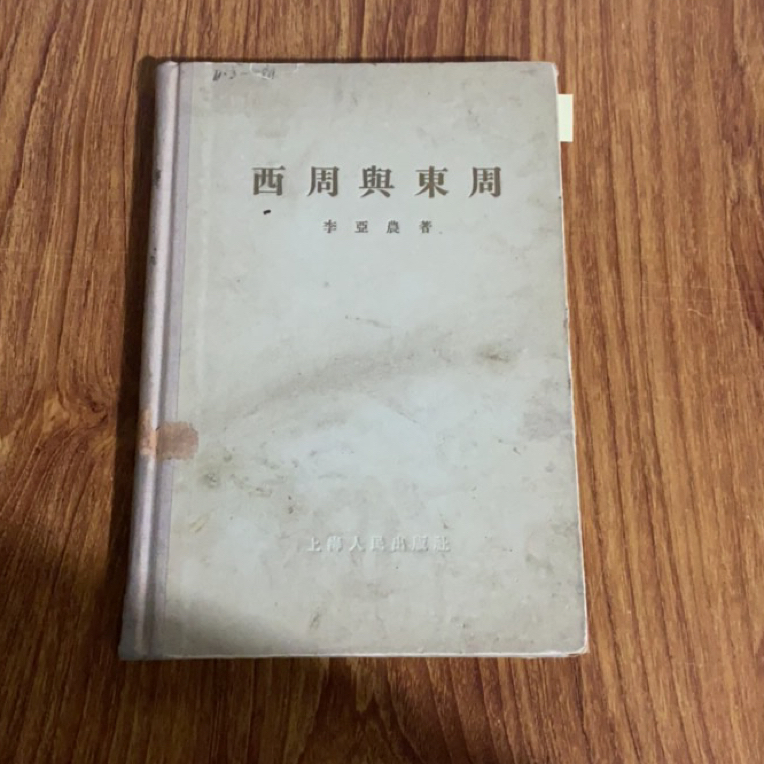 西周與東周
李亞農著
上海人民出版社